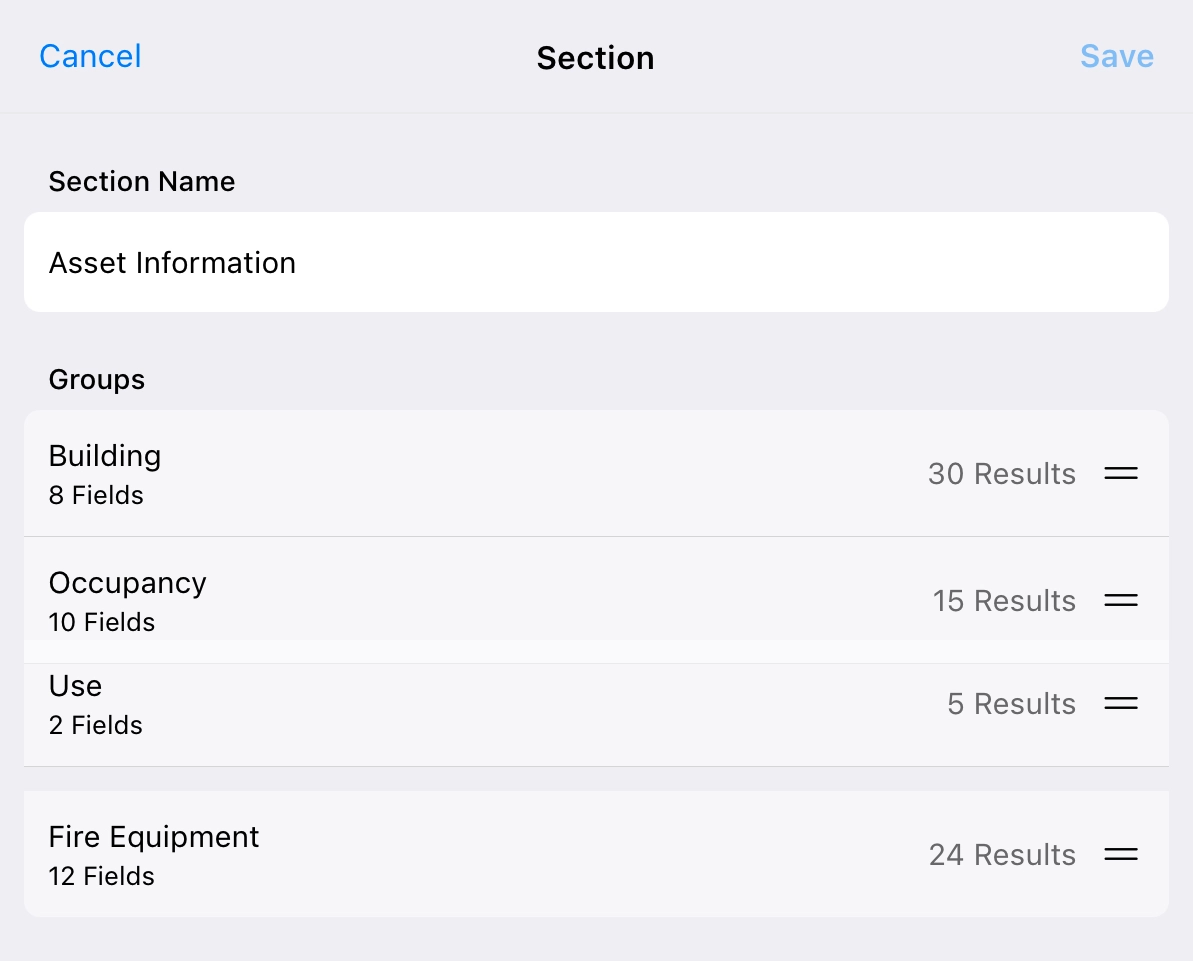 Cancel Section Save
Section Name
Asset Information
Groups
Building
8 Fields
30 Results
Occupancy
10 Fields
15 Results
Use
2 Fields
5 Results
Fire Equipment
12 Fields
24 Results